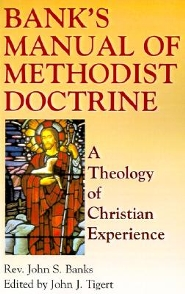 BANK'S
MANUAL OF
METHODIST
DOCTRINE
A
Theology
of
Christian
Experience
Rev. John S. Banks
Edited by John J. Tigert